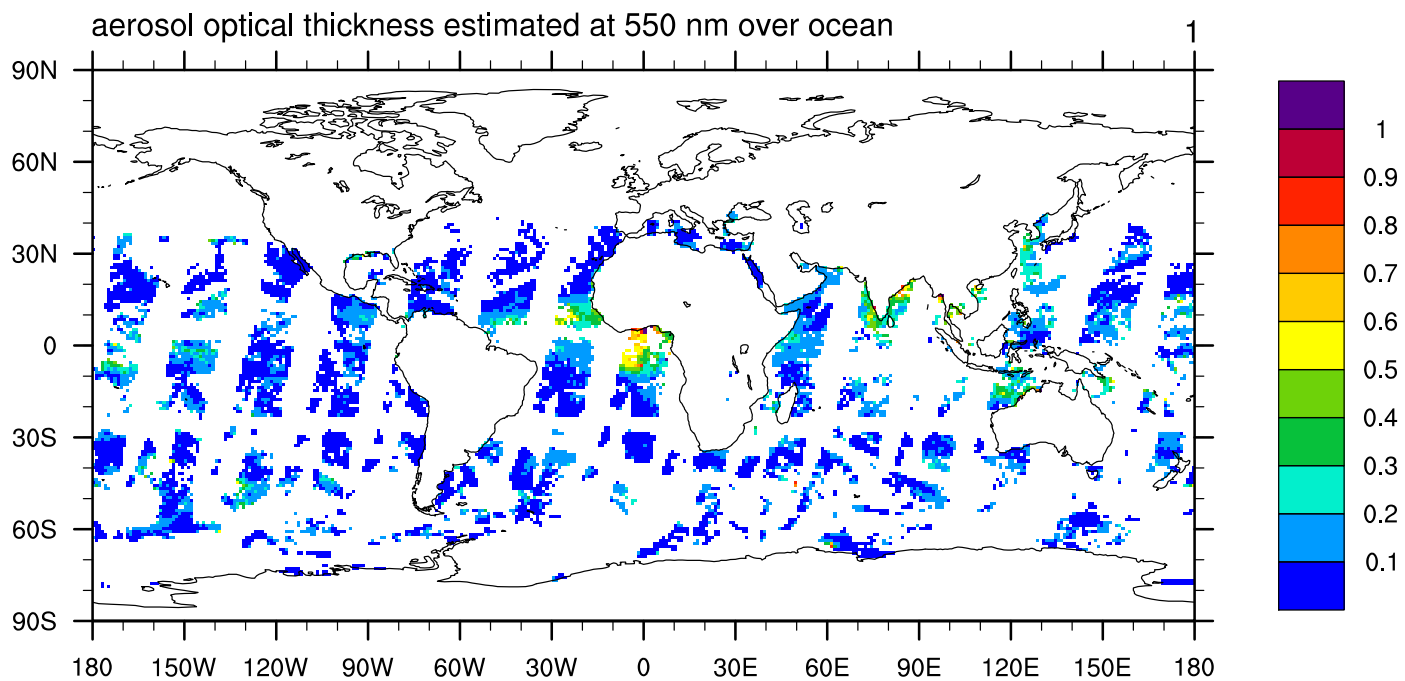 aerosol optical thickness estimated at 550 nm over ocean 1
90N
60N
30N
0
30S
60S
90S
180 150W 120W 90W 60W 30W 0 30E 60E 90E 120E 150E 180
1
0.9
0.8
0.7
0.6
0.5
0.4
0.3
0.2
0.1